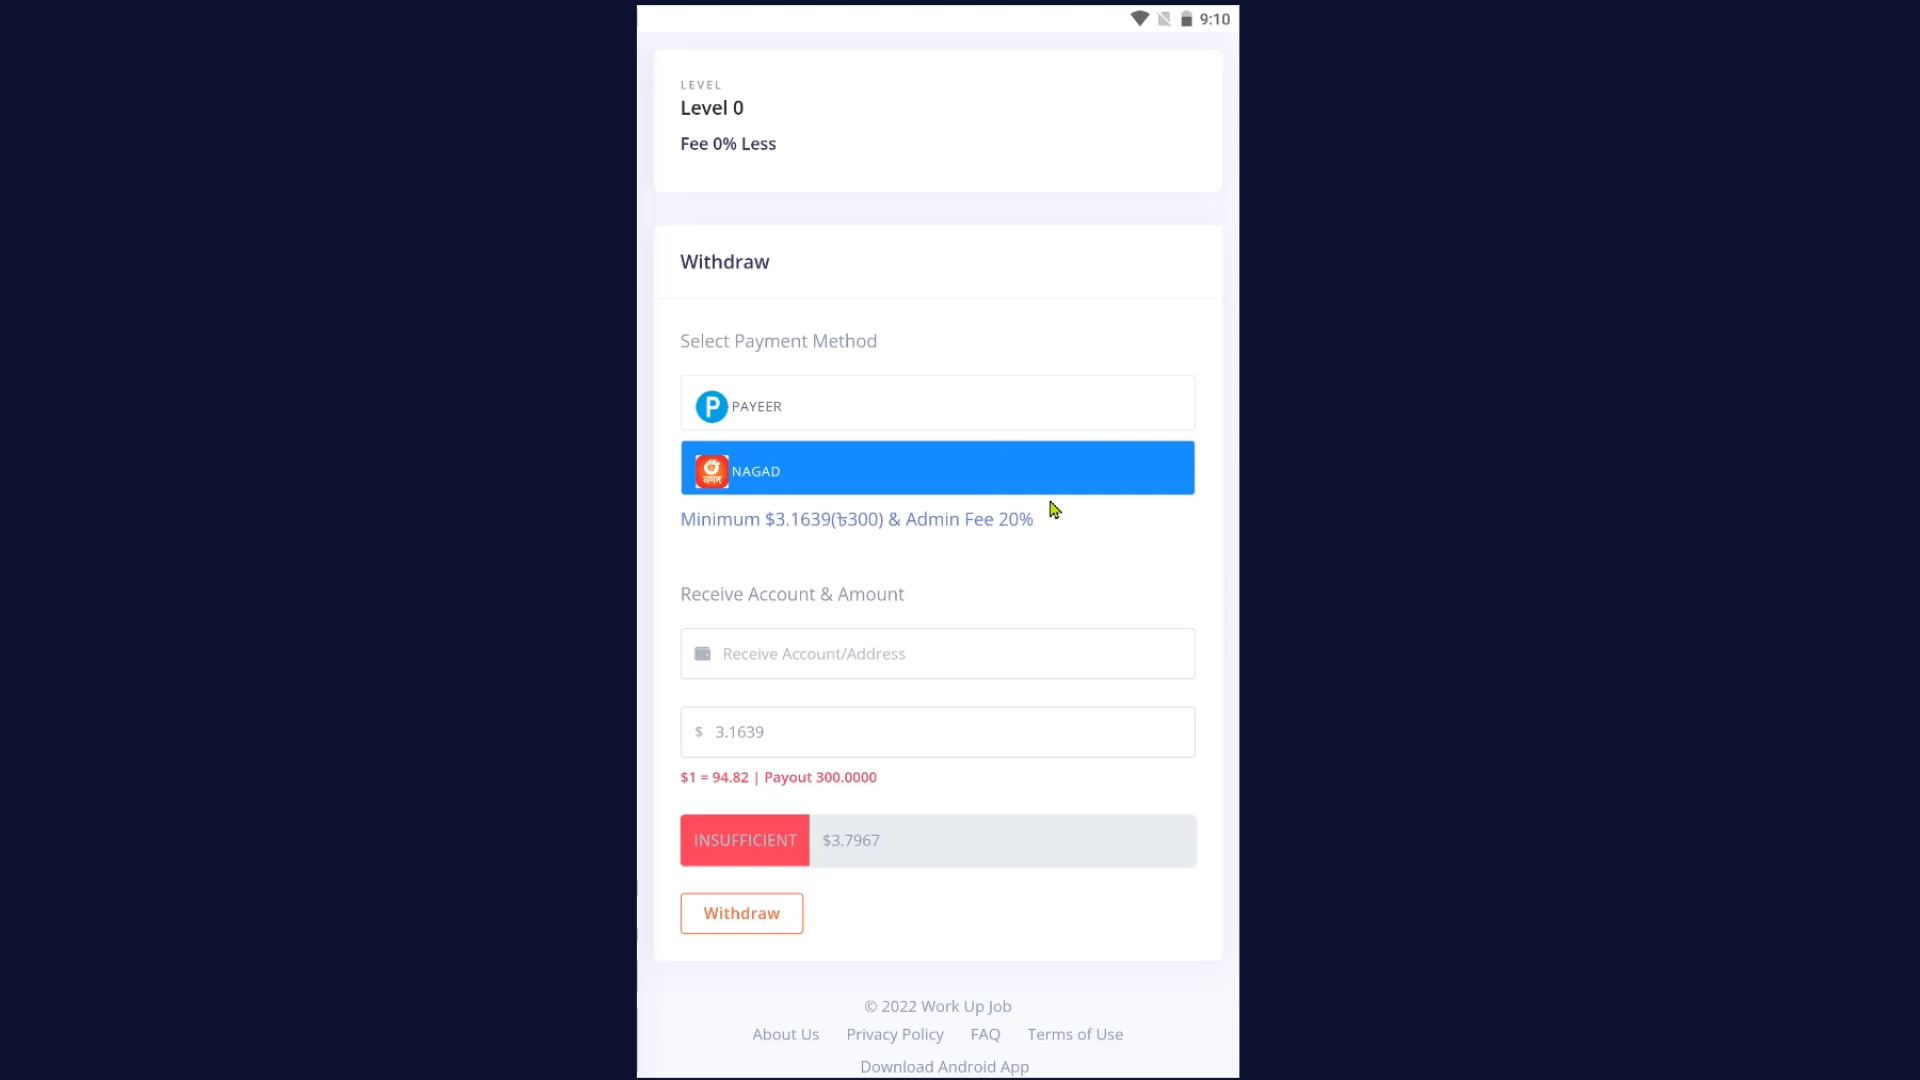 9:10
LEVEL
Level 0
Fee 0% Less
Withdraw
Select Payment Method
PAYEER
NAGAD
Minimum $3.1639(৳300) & Admin Fee 20%
Receive Account & Amount
Receive Account/Address
$ 3.1639
$1 = 94.82 | Payout 300.0000
INSUFFICIENT $3.7967
Withdraw
© 2022 Work Up Job
About Us Privacy Policy FAQ Terms of Use
Download Android App